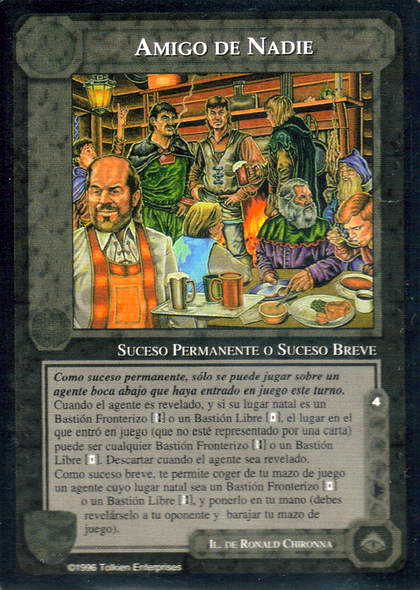 AMIGO DE NADIE
SUCESO PERMANENTE O SUCESO BREVE
Como suceso permanente, sólo se puede jugar sobre un
agente boca abajo que haya entrado en juego este turno.
Cuando el agente es revelado, y si su lugar natal es un
Bastión Fronterizo [ ] o un Bastión Libre [ ], el lugar en el
que entró en juego (que no esté representado por una carta)
puede ser cualquier Bastión Fronterizo [ ] o un Bastión
Libre [ ]. Descartar cuando el agente sea revelado.
Como suceso breve, te permite coger de tu mazo de juego
un agente cuyo lugar natal sea un Bastión Fronterizo [ ]
o un Bastión Libre [ ], y ponerlo en tu mano (debes
revelárselo a tu oponente y barajar tu mazo de
juego).
4
IL. DE RONALD CHIRONNA
©1996 Tolkien Enterprises